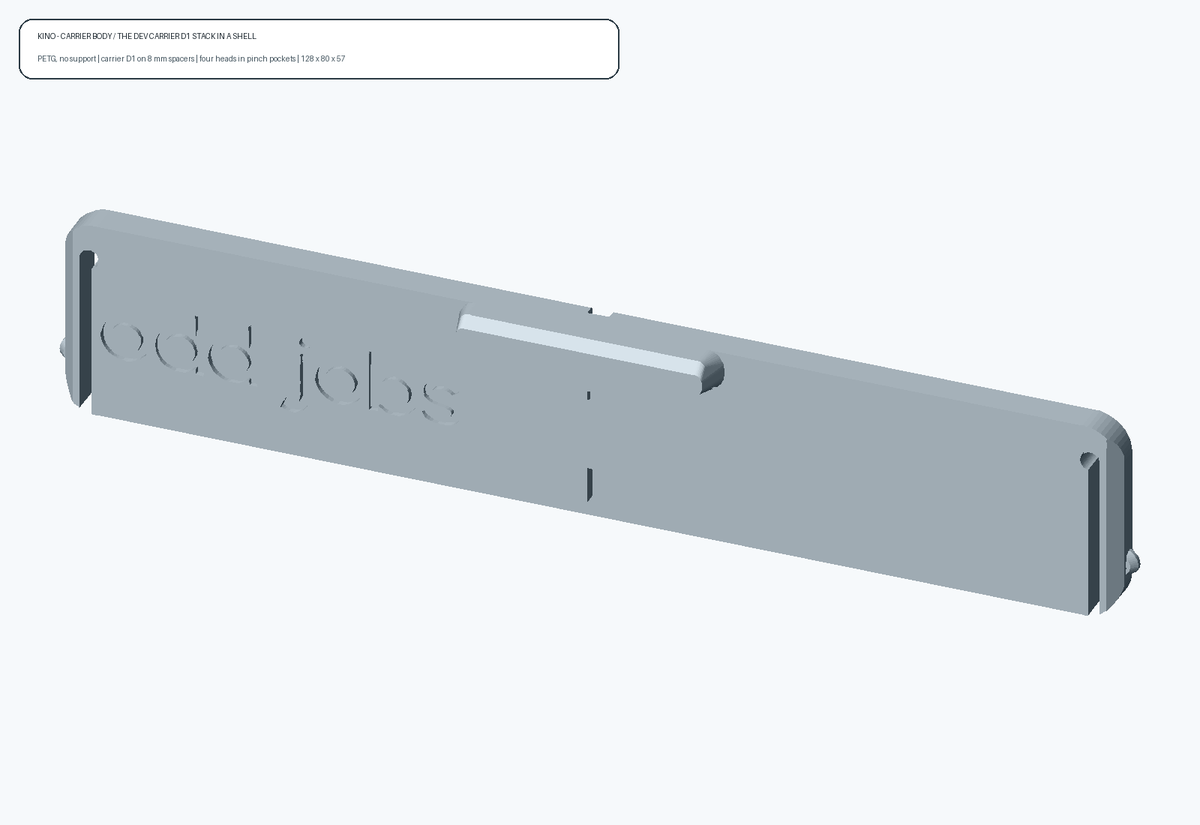 KINO - CARRIER BODY / THE DEV CARRIER D1 STACK IN A SHELL
PETG, no support | carrier D1 on 8 mm spacers | four heads in pinch pockets | 128 x 80 x 57
odd jobs